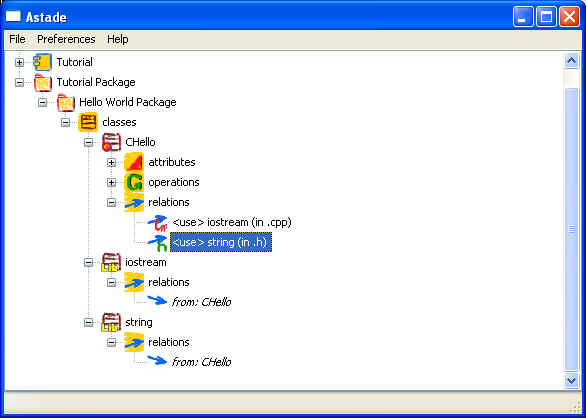 Astade
File Preferences Help
Tutorial
Tutorial Package
Hello World Package
classes
CHello
attributes
operations
relations
<use> iostream (in .cpp)
<use> string (in .h)
iostream
relations
from: CHello
string
relations
from: CHello